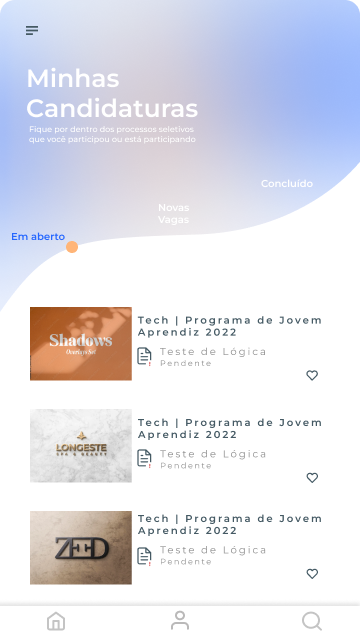 Minhas
Candidaturas
Fique por dentro dos processos seletivos
que você participou ou está participando
Concluído
Novas
Vagas
Em aberto
Shadows
Tech | Programa de Jovem
Aprendiz 2022
Teste de Lógica
Pendente
LONGESTE
SPA & BEAUTY
Tech | Programa de Jovem
Aprendiz 2022
Teste de Lógica
Pendente
ZEED
Tech | Programa de Jovem
Aprendiz 2022
Teste de Lógica
Pendente